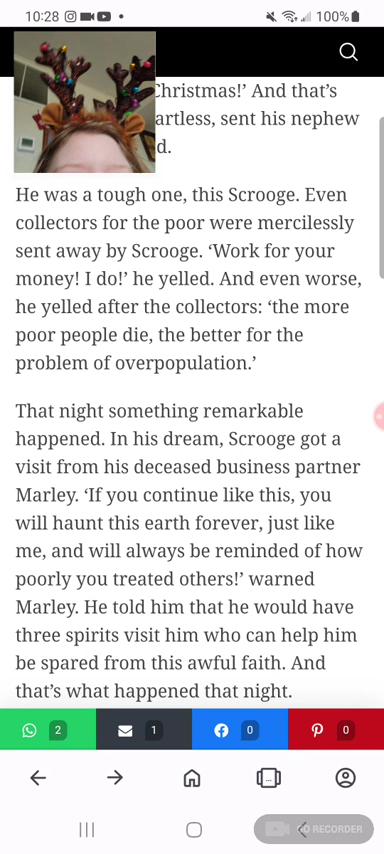 10:28 100%
Christmas!’ And that’s
artless, sent his nephew
d.
He was a tough one, this Scrooge. Even
collectors for the poor were mercilessly
sent away by Scrooge. ‘Work for your
money! I do!’ he yelled. And even worse,
he yelled after the collectors: ‘the more
poor people die, the better for the
problem of overpopulation.’
That night something remarkable
happened. In his dream, Scrooge got a
visit from his deceased business partner
Marley. ‘If you continue like this, you
will haunt this earth forever, just like
me, and will always be reminded of how
poorly you treated others!’ warned
Marley. He told him that he would have
three spirits visit him who can help him
be spared from this awful faith. And
that’s what happened that night.
2 1 0 0
GO RECORDER